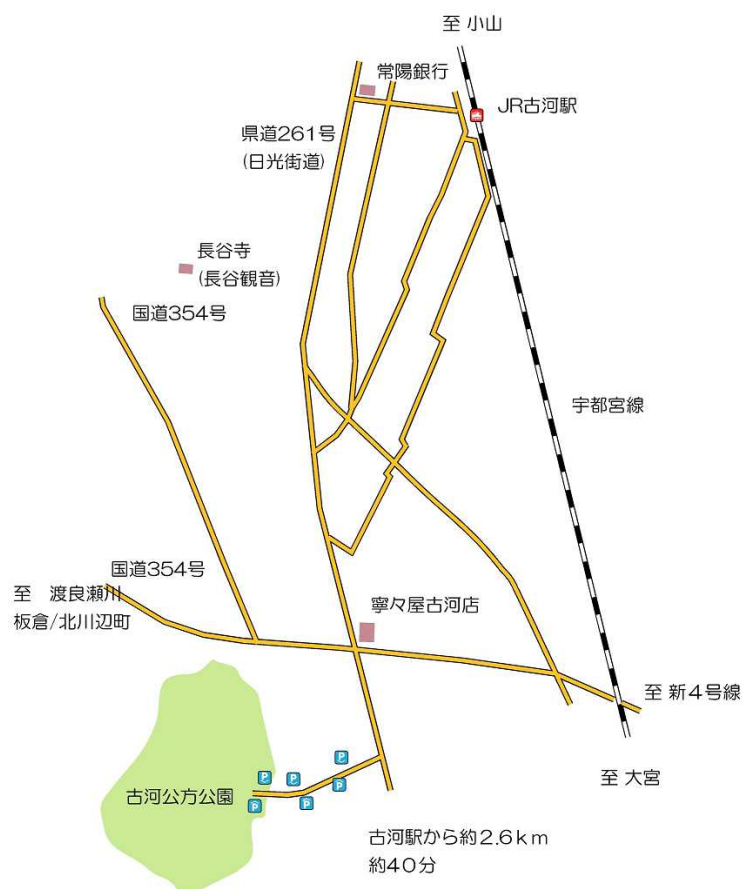 至 小山
常陽銀行
JR古河駅
県道261号
(日光街道)
長谷寺
(長谷観音)
国道354号
宇都宮線
国道354号
至 渡良瀬川
板倉/北川辺町
寧々屋古河店
至 新4号線
至 大宮
古河公方公園
P
P
P
P
P
P
古河駅から約2.6km
約40分